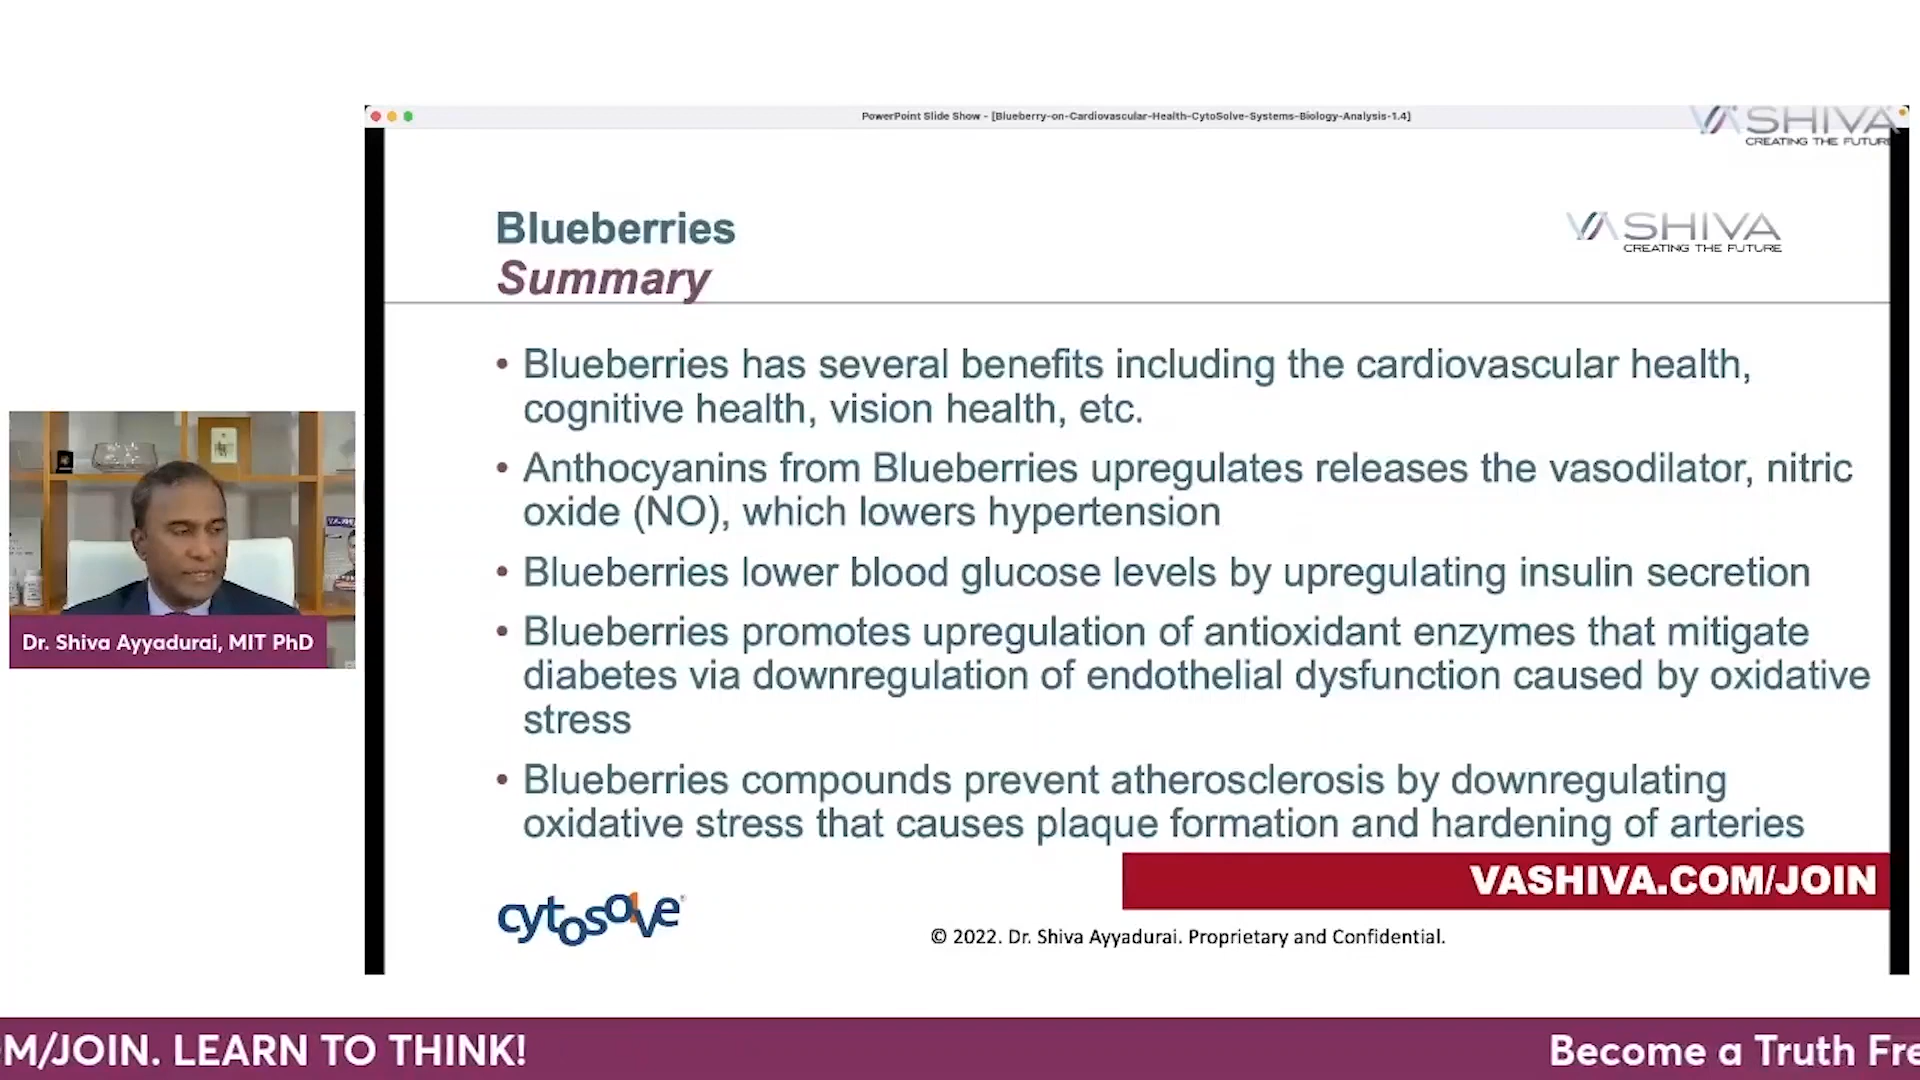 PowerPoint Slide Show - [Blueberry-on-Cardiovascular-Health-CytoSolve-Systems-Biology-Analysis-1.4]
VASHIVA
CREATING THE FUTURE
Blueberries
Summary
VASHIVA
CREATING THE FUTURE
• Blueberries has several benefits including the cardiovascular health,
cognitive health, vision health, etc.
• Anthocyanins from Blueberries upregulates releases the vasodilator, nitric
oxide (NO), which lowers hypertension
• Blueberries lower blood glucose levels by upregulating insulin secretion
• Blueberries promotes upregulation of antioxidant enzymes that mitigate
diabetes via downregulation of endothelial dysfunction caused by oxidative
stress
• Blueberries compounds prevent atherosclerosis by downregulating
oxidative stress that causes plaque formation and hardening of arteries
Dr. Shiva Ayyadurai, MIT PhD
VASHIVA.COM/JOIN
cytosolve
© 2022. Dr. Shiva Ayyadurai. Proprietary and Confidential.
OM/JOIN. LEARN TO THINK!
Become a Truth Fre